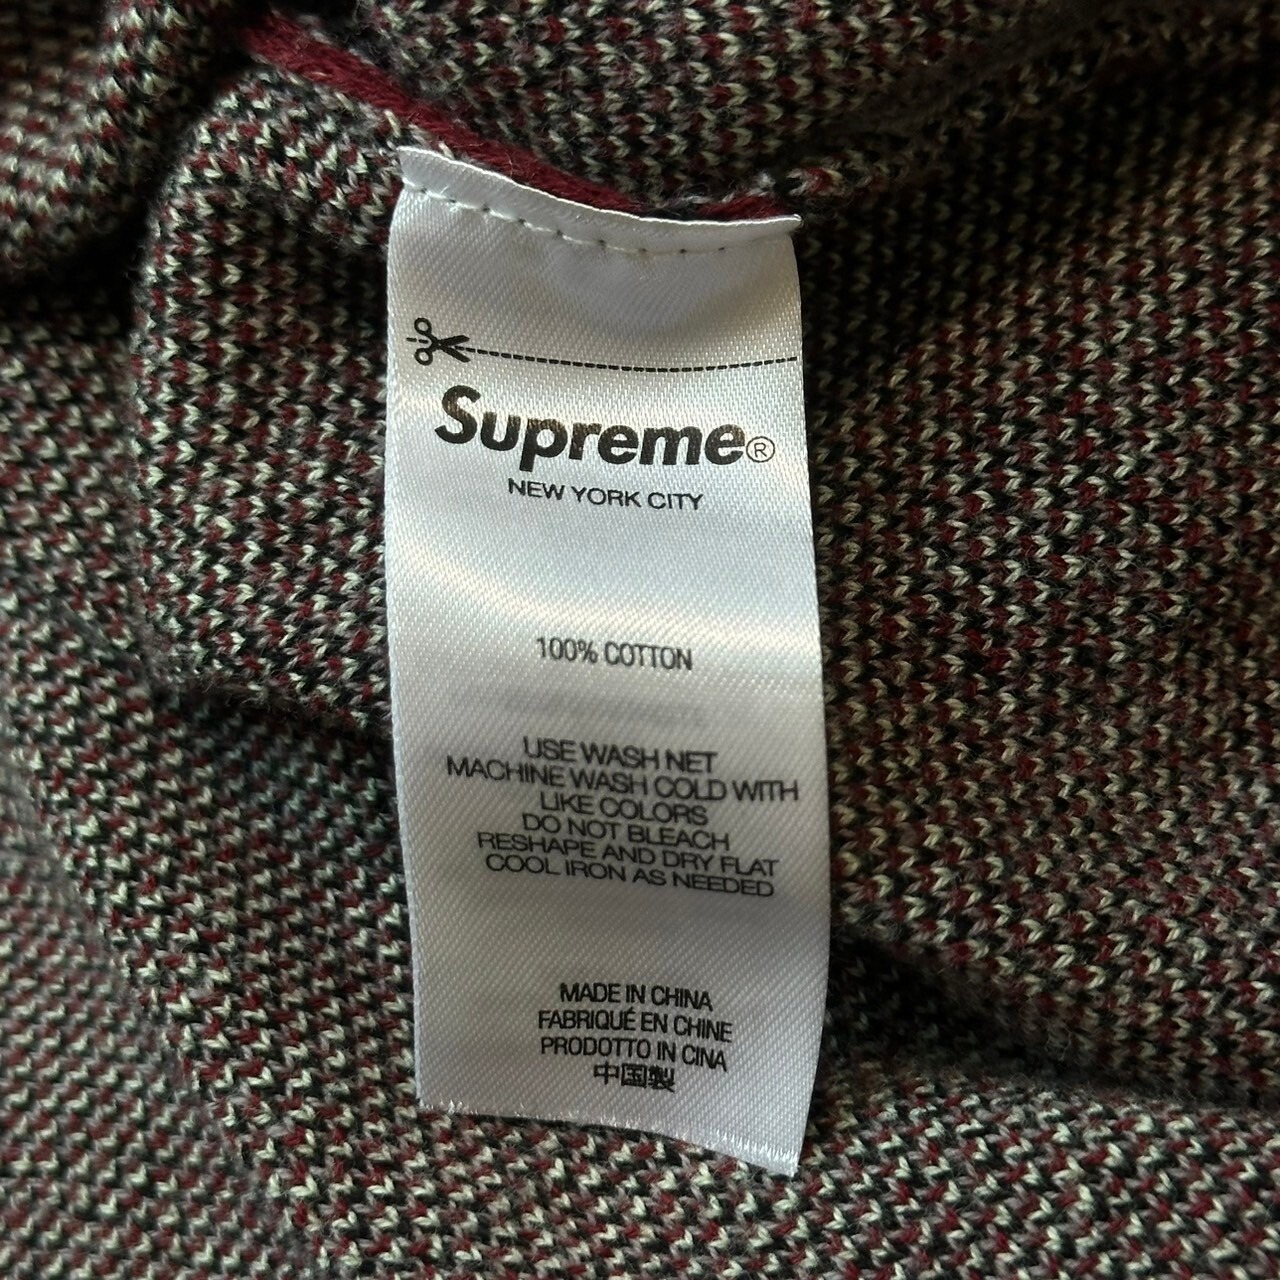 Supreme®
NEW YORK CITY
100% COTTON
USE WASH NET
MACHINE WASH COLD WITH
LIKE COLORS
DO NOT BLEACH
RESHAPE AND DRY FLAT
COOL IRON AS NEEDED
MADE IN CHINA
FABRIQUÉ EN CHINE
PRODOTTO IN CINA
中国製